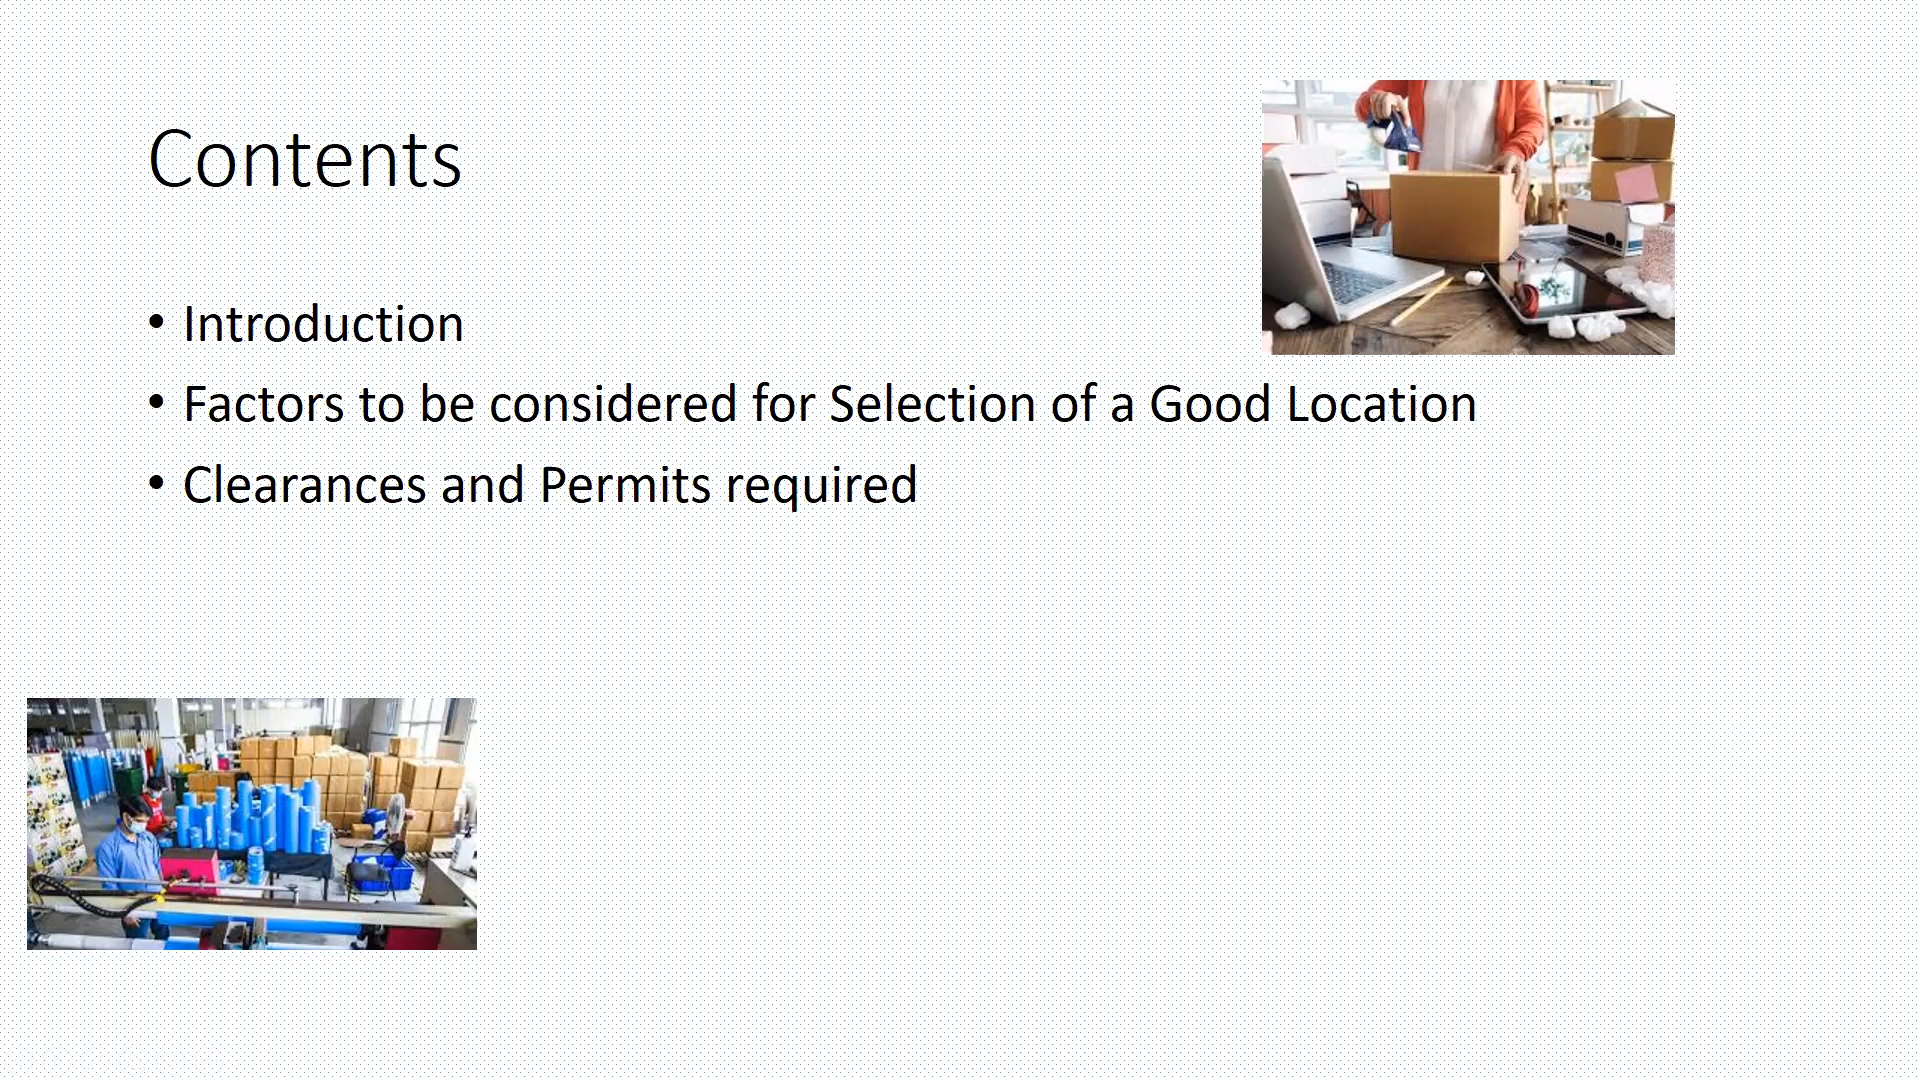 Contents
• Introduction
• Factors to be considered for Selection of a Good Location
• Clearances and Permits required